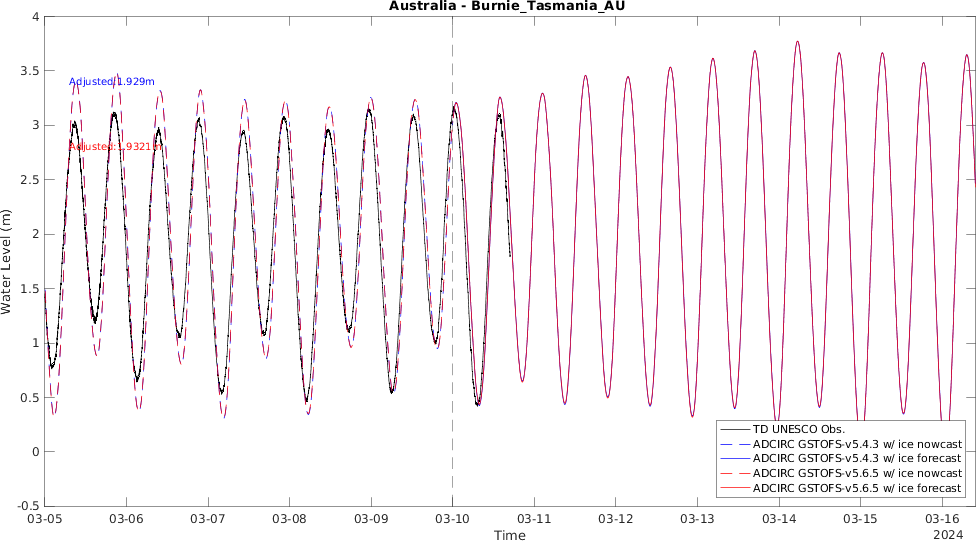 Australia - Burnie_Tasmania_AU
4
3.5
3
2.5
2
1.5
1
0.5
0
-0.5
Water Level (m)
Adjusted:1.929m
Adjusted:1.9321m
TD UNESCO Obs.
ADCIRC GSTOFS-v5.4.3 w/ ice nowcast
ADCIRC GSTOFS-v5.4.3 w/ ice forecast
ADCIRC GSTOFS-v5.6.5 w/ ice nowcast
ADCIRC GSTOFS-v5.6.5 w/ ice forecast
03-05 03-06 03-07 03-08 03-09 03-10 03-11 03-12 03-13 03-14 03-15 03-16
Time
2024